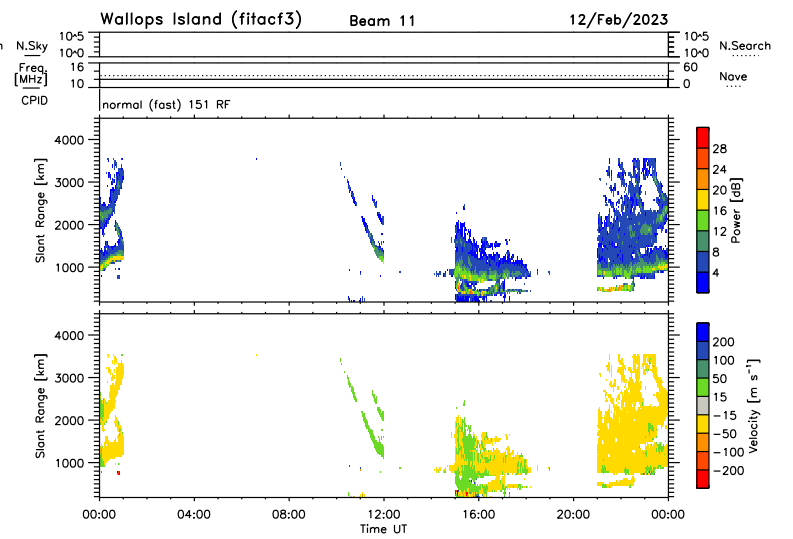 Wallops Island (fitacf3) Beam 11 12/Feb/2023
n N.Sky 10^5 10^5 N.Search
10^0 10^0
Freq. 16 60
[MHz] 10 0 Nave
CPID normal (fast) 151 RF
Slant Range [km]
4000
3000
2000
1000
28
24
20
16
12
8
4
Power [dB]
Slant Range [km]
4000
3000
2000
1000
200
100
50
15
-15
-50
-100
-200
Velocity [m s⁻¹]
00:00 04:00 08:00 12:00 16:00 20:00 00:00
Time UT